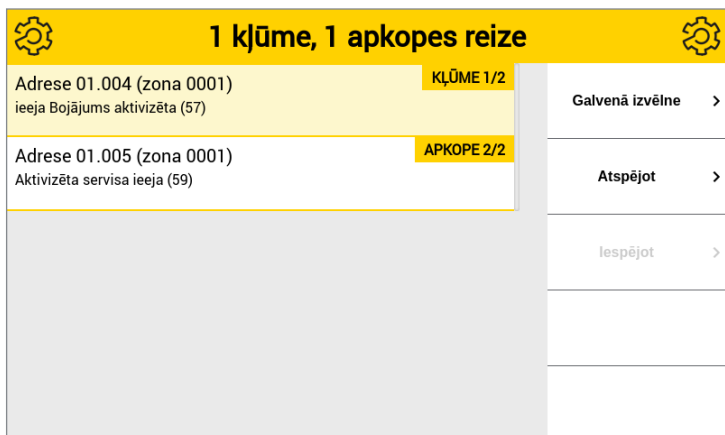 1 kļūme, 1 apkopes reize
Adrese 01.004 (zona 0001)
KĻŪME 1/2
ieeja Bojājums aktivizēta (57)
Adrese 01.005 (zona 0001)
APKOPE 2/2
Aktivizēta servisa ieeja (59)
Galvenā izvēlne
Atspējot
Iespējot